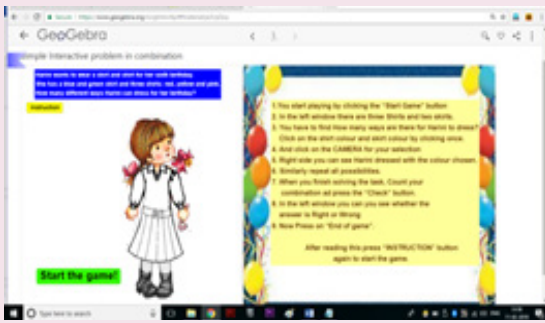 GeoGebra
Simple Interactive problem in combination
Harini wants to wear a skirt and shirt for her sixth birthday.
She has a blue and green skirt and three shirts: red, yellow and pink.
How many different ways Harini can dress for her birthday?
Instruction
Start the game!
1.You start playing by clicking the "Start Game" button
2. In the left window there are three Shirts and two skirts.
3. You have to find How many ways are there for Harini to dress?
Click on the shirt colour and skirt colour by clicking once.
4. And click on the CAMERA for your selection
5. Right side you can see Harini dressed with the colour chosen.
6. Similarly repeat all possibilities.
7. When you finish solving the task, Count your
combination ad press the "Check" button.
8. In the left window you can you see whether the
answer is Right or Wrong
9. Now Press on "End of game".
After reading this press "INSTRUCTION" button
again to start the game.
Type here to search